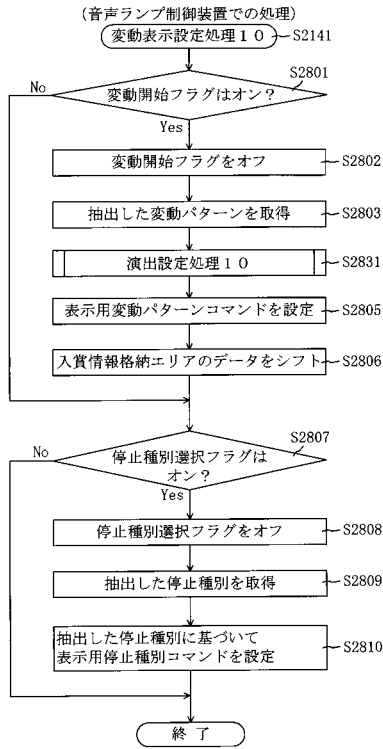 (音声ランプ制御装置での処理)
変動表示設定処理10
S2141
S2801
No
変動開始フラグはオン?
Yes
変動開始フラグをオフ
S2802
抽出した変動パターンを取得
S2803
演出設定処理10
S2831
表示用変動パターンコマンドを設定
S2805
入賞情報格納エリアのデータをシフト
S2806
S2807
No
停止種別選択フラグは
オン?
Yes
停止種別選択フラグをオフ
S2808
抽出した停止種別を取得
S2809
抽出した停止種別に基づいて
表示用停止種別コマンドを設定
S2810
終了